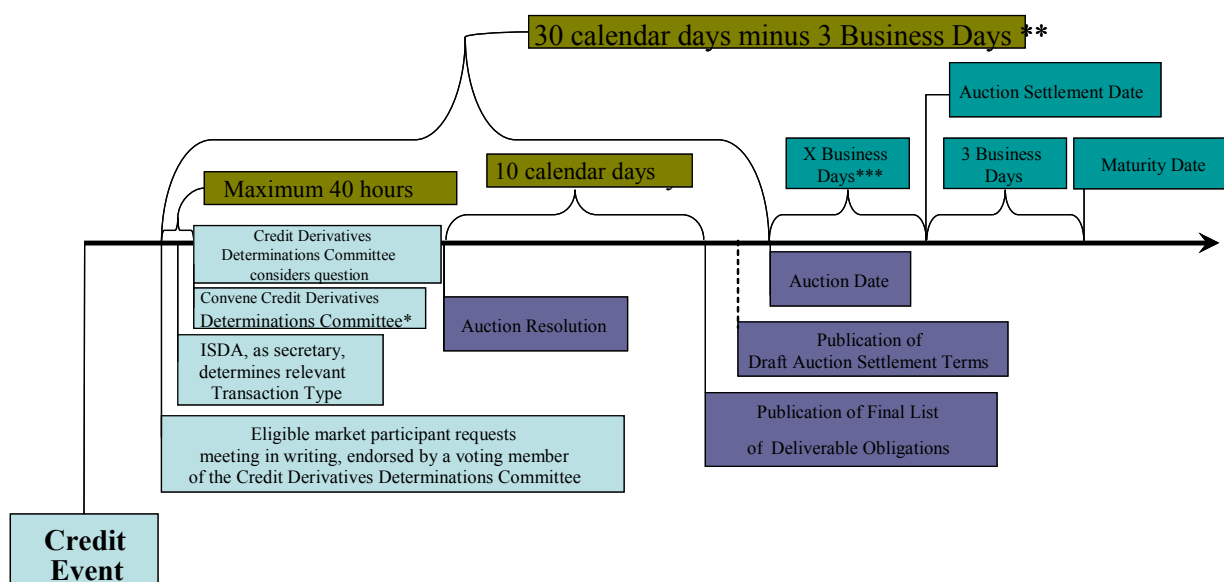 30 calendar days minus 3 Business Days **
Auction Settlement Date
X Business
Days***
3 Business
Days
Maturity Date
10 calendar days
Maximum 40 hours
Credit Derivatives
Determinations Committee
considers question
Convene Credit Derivatives
Determinations Committee*
ISDA, as secretary,
determines relevant
Transaction Type
Eligible market participant requests
meeting in writing, endorsed by a voting member
of the Credit Derivatives Determinations Committee
Auction Resolution
Auction Date
Publication of
Draft Auction Settlement Terms
Publication of Final List
of Deliverable Obligations
Credit
Event